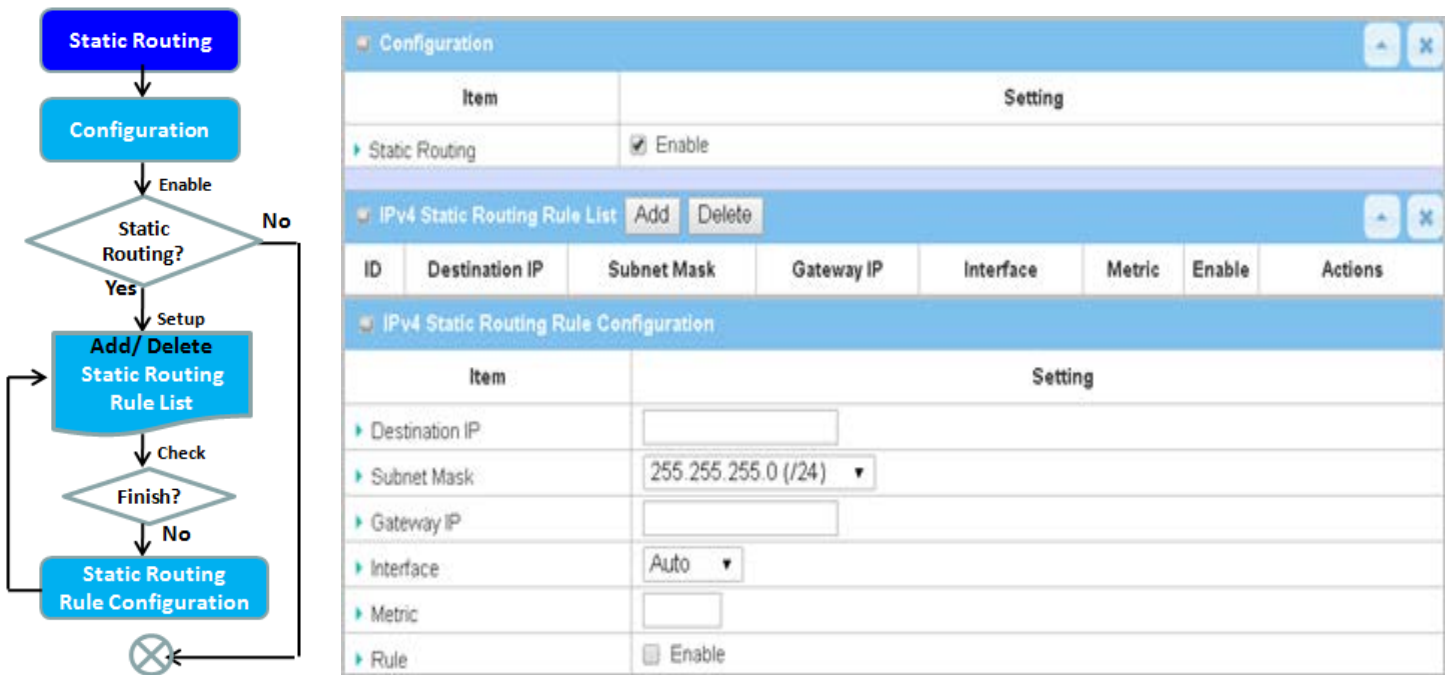 Static Routing
Configuration
Enable
Static
Routing?
No
Yes
Setup
Add/ Delete
Static Routing
Rule List
Check
Finish?
No
Static Routing
Rule Configuration
Configuration
Item Setting
Static Routing Enable
IPv4 Static Routing Rule List Add Delete
ID Destination IP Subnet Mask Gateway IP Interface Metric Enable Actions
IPv4 Static Routing Rule Configuration
Item Setting
Destination IP
Subnet Mask 255.255.255.0 (/24)
Gateway IP
Interface Auto
Metric
Rule Enable